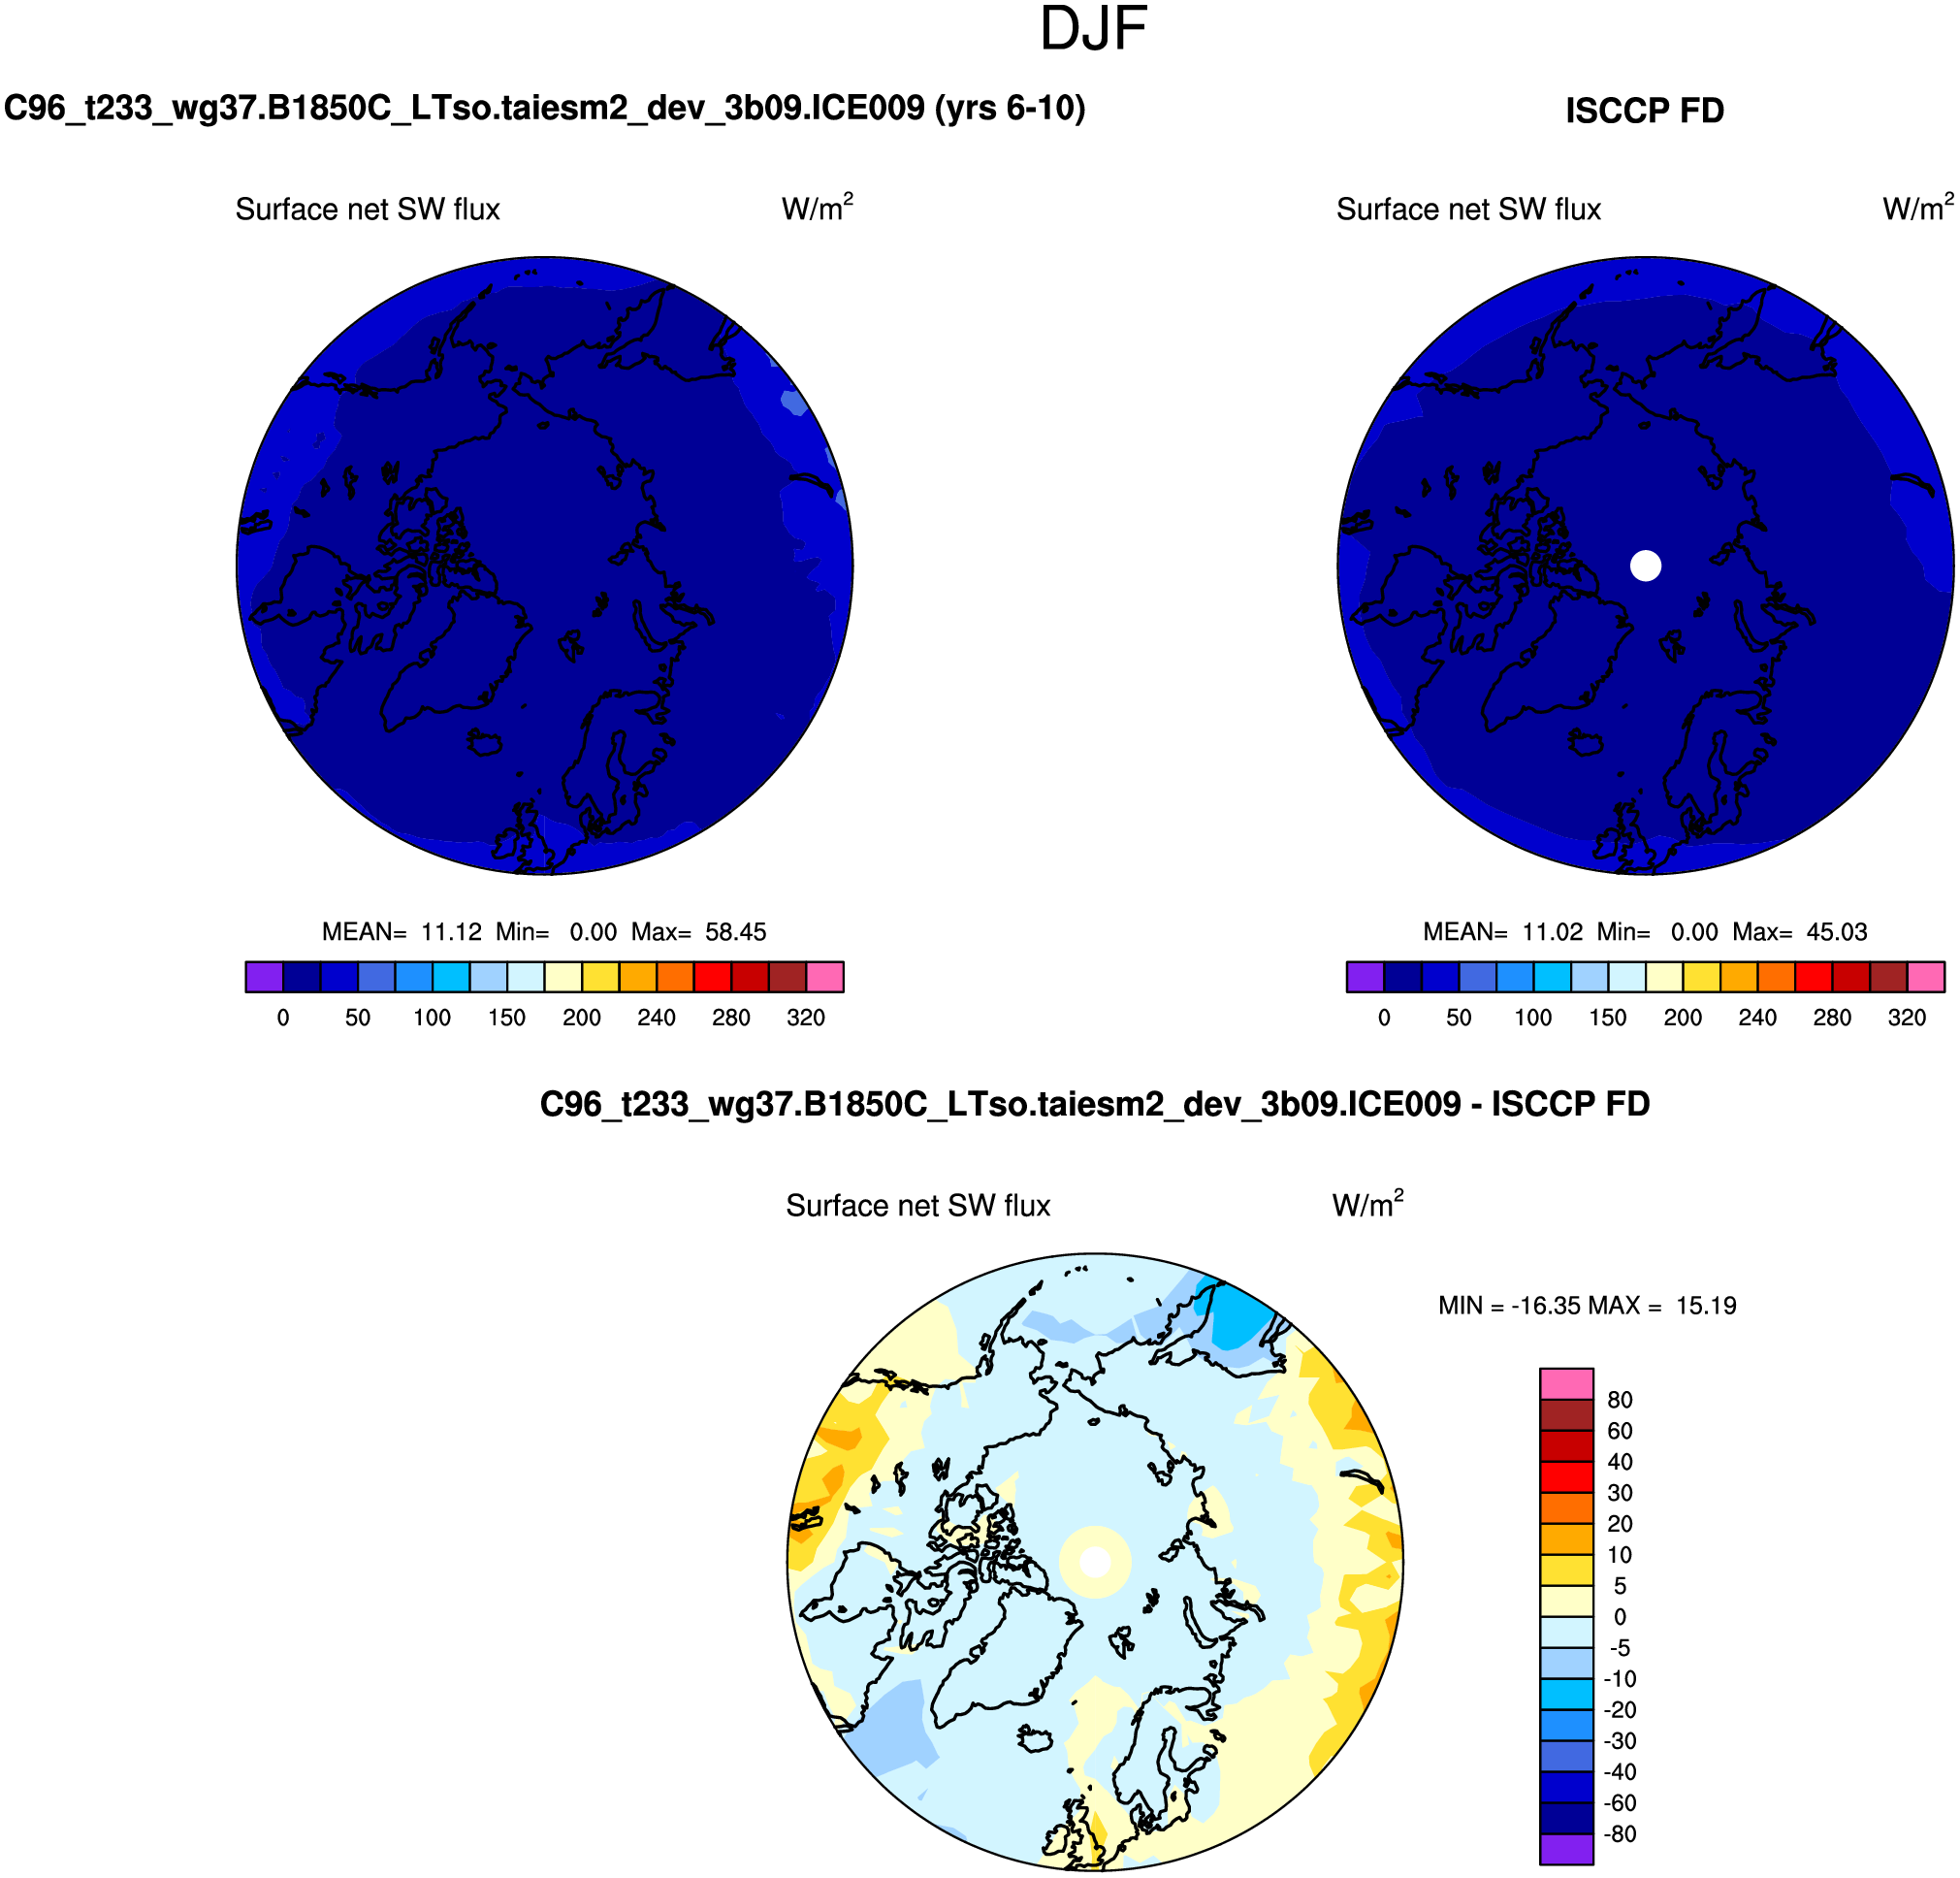 DJF
C96_t233_wg37.B1850C_LTso.taiesm2_dev_3b09.ICE009 (yrs 6-10)
ISCCP FD
Surface net SW flux W/m²
Surface net SW flux W/m²
MEAN= 11.12 Min= 0.00 Max= 58.45
MEAN= 11.02 Min= 0.00 Max= 45.03
0 50 100 150 200 240 280 320
0 50 100 150 200 240 280 320
C96_t233_wg37.B1850C_LTso.taiesm2_dev_3b09.ICE009 - ISCCP FD
Surface net SW flux W/m²
MIN = -16.35 MAX = 15.19
80
60
40
30
20
10
5
0
-5
-10
-20
-30
-40
-60
-80